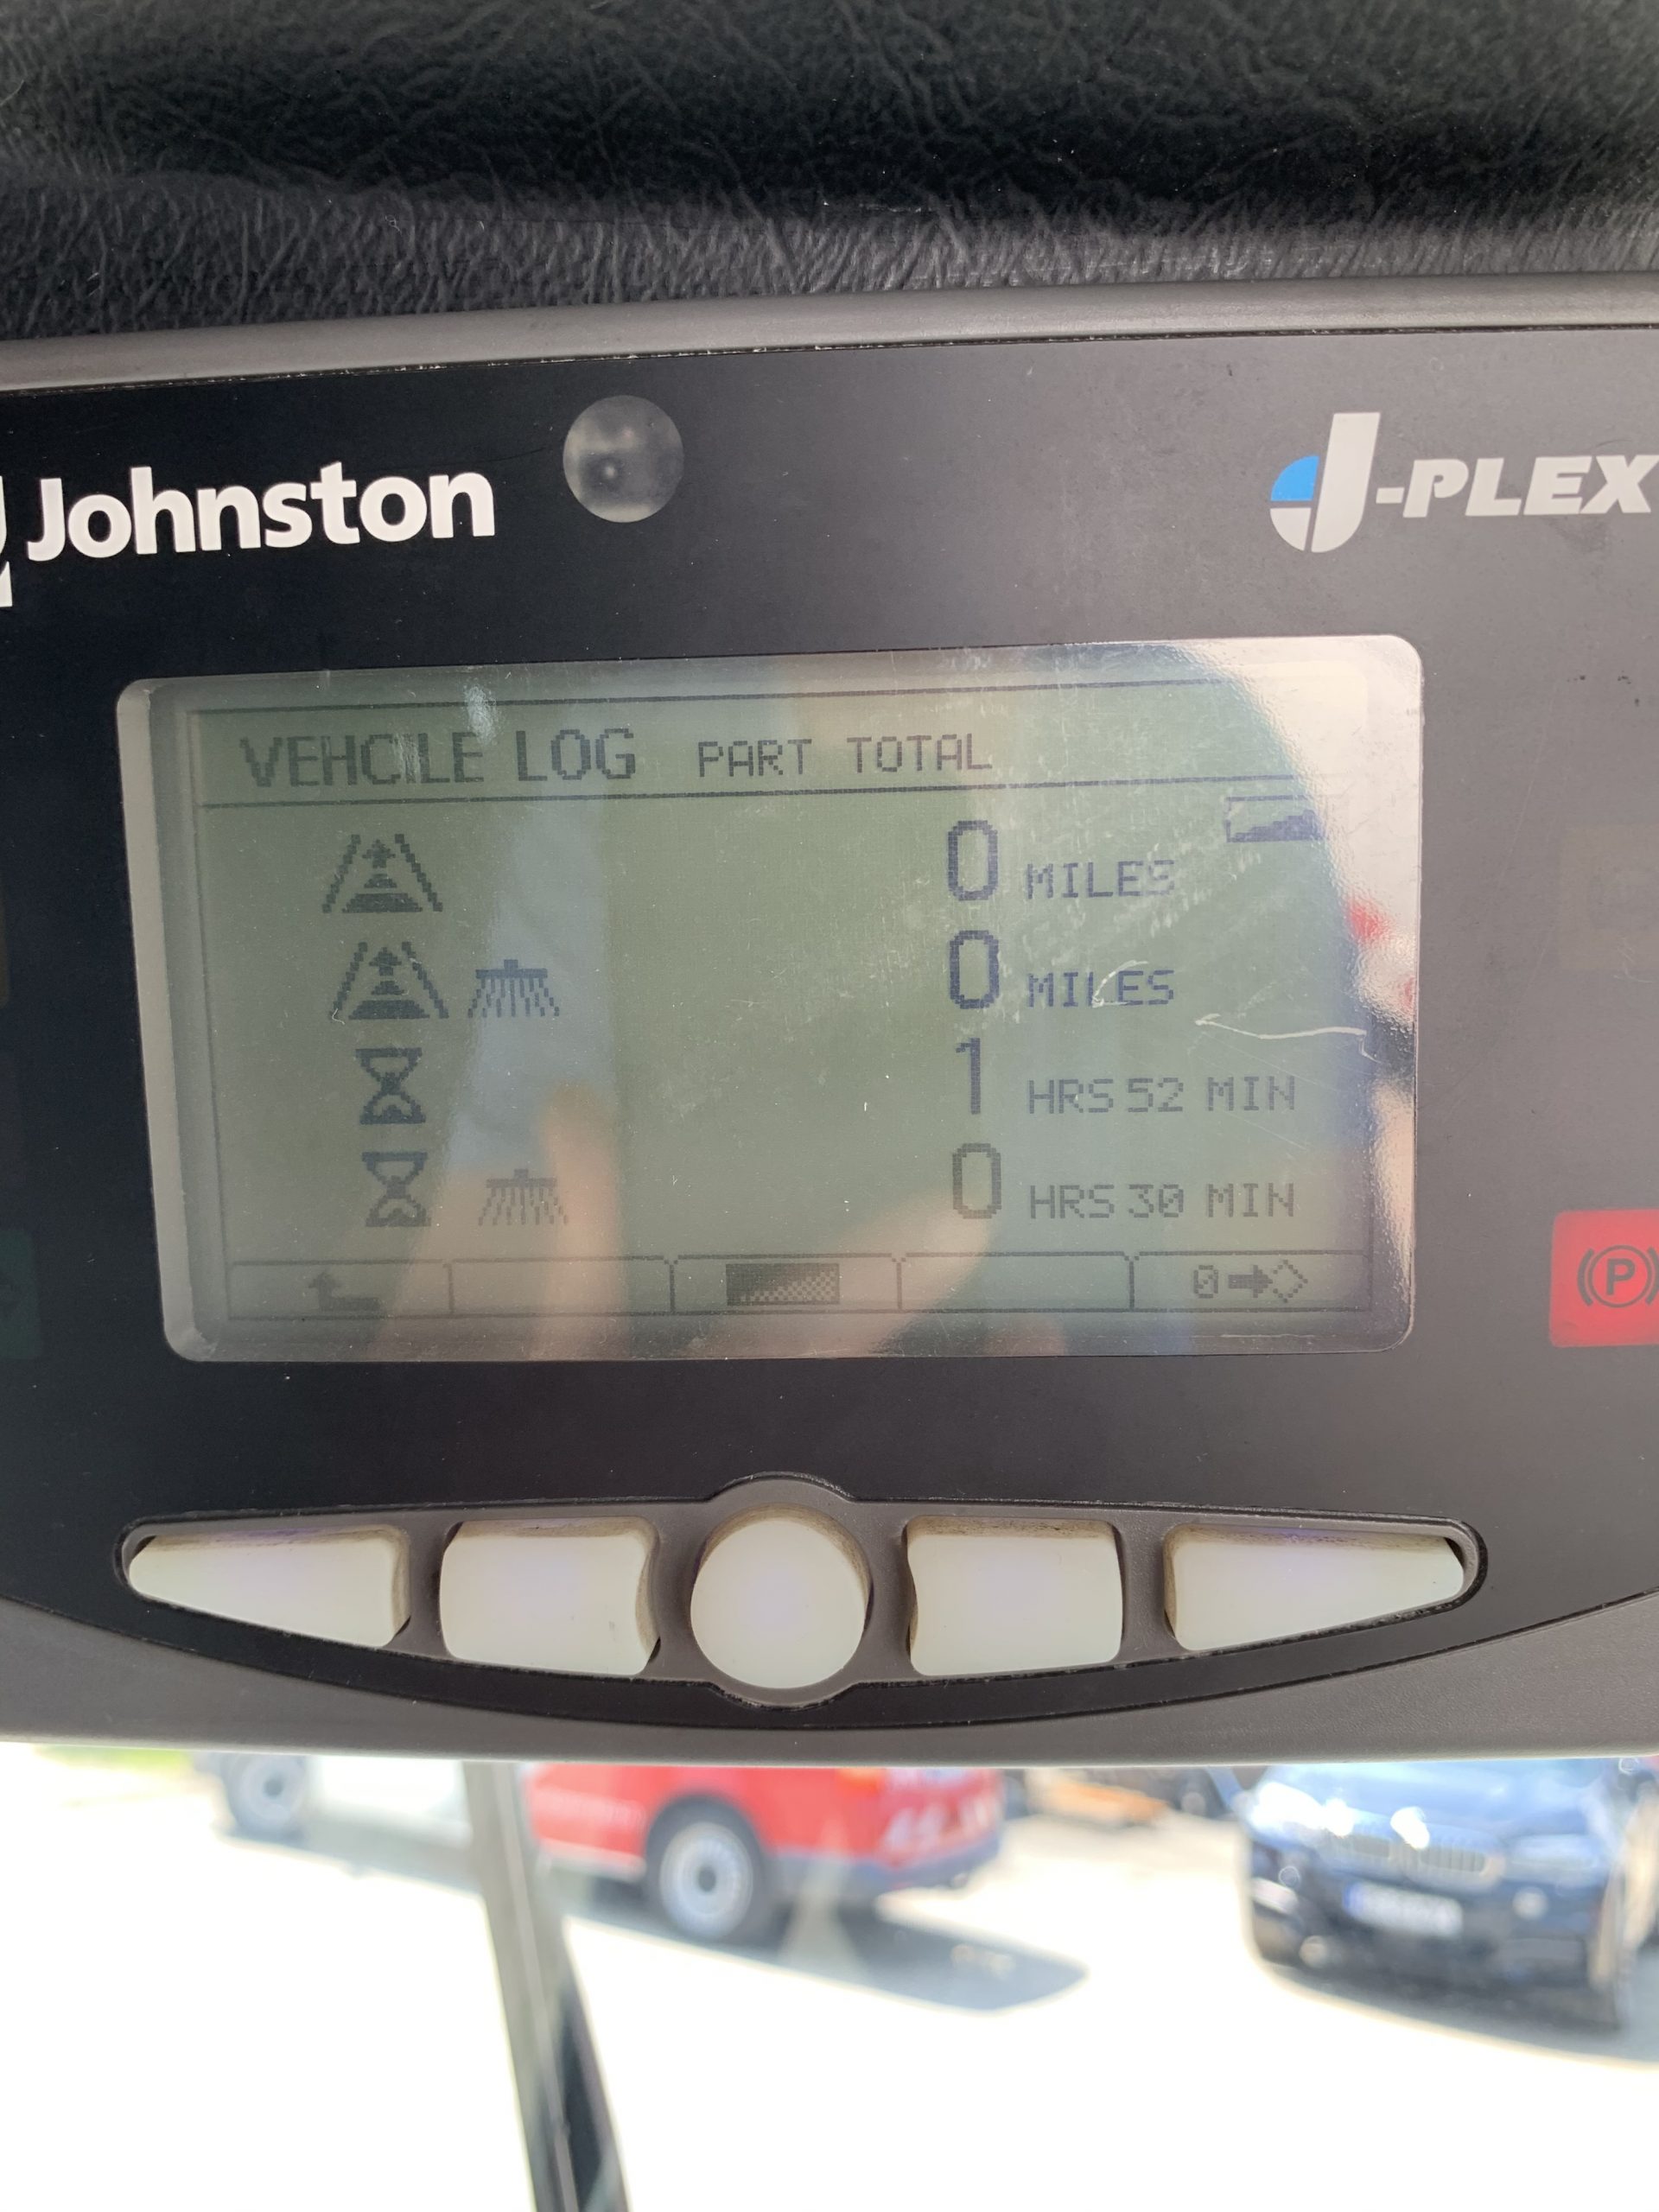 Johnston
J-PLEX
VEHCILE LOG PART TOTAL
0 MILES
0 MILES
1 HRS 52 MIN
0 HRS 30 MIN
0
P